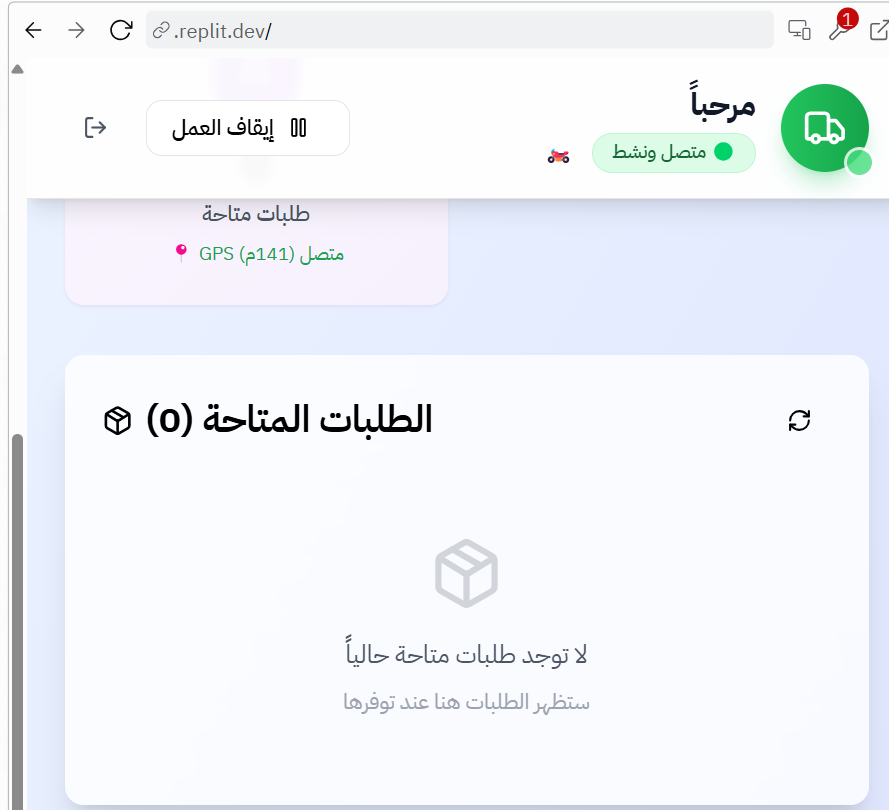 .replit.dev/
1
مرحباً
متصل ونشط
إيقاف العمل
طلبات متاحة
متصل (141م) GPS
الطلبات المتاحة (0)
لا توجد طلبات متاحة حالياً
ستظهر الطلبات هنا عند توفرها